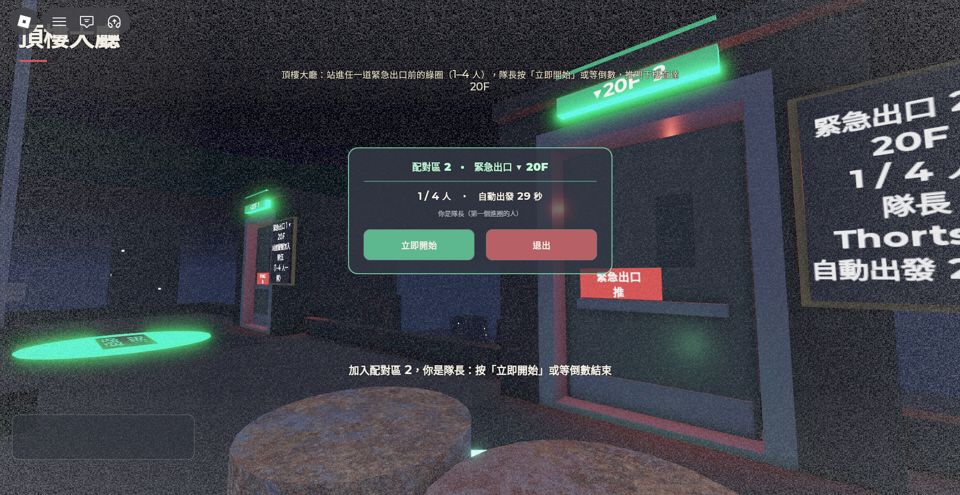 頂樓大廳
頂樓大廳：站進任一道緊急出口前的綠圈（1–4 人），隊長按「立即開始」或等倒數，推門
20F
▼20F
配對區 2 • 緊急出口 ▼ 20F
1 / 4 人 • 自動出發 29 秒
你是隊長（第一個進圈的人）
立即開始
退出
緊急出口
推
緊急出口 2
20F
1 / 4 人
隊長
Thorts
自動出發 2
加入配對區 2，你是隊長：按「立即開始」或等倒數結束